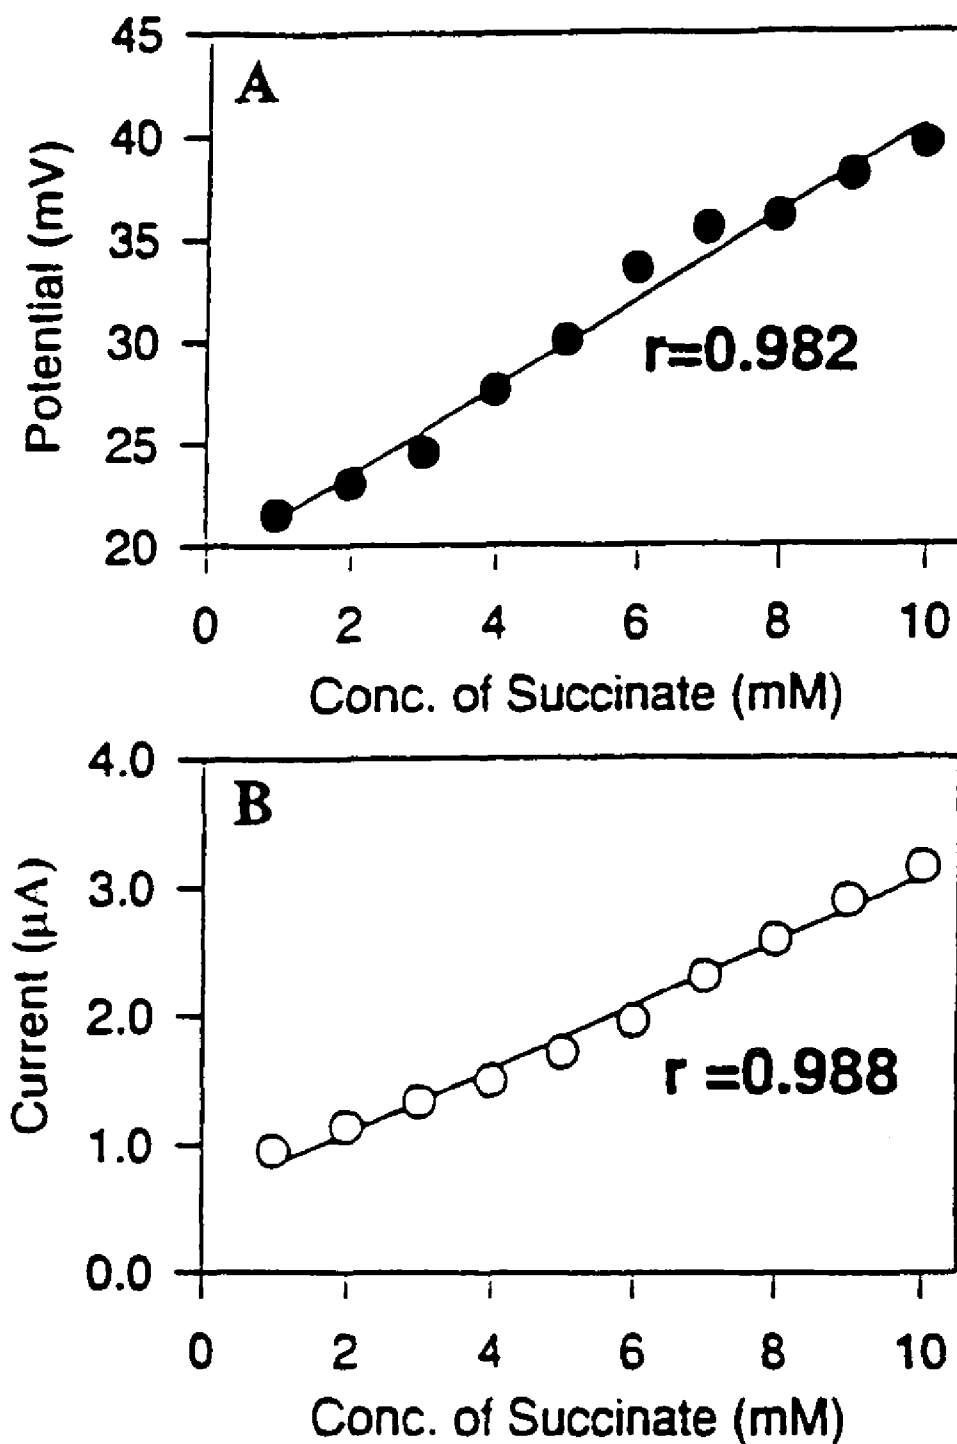 A
45
40
35
30
25
20
Potential (mV)
r=0.982
0 2 4 6 8 10
Conc. of Succinate (mM)
B
4.0
3.0
2.0
1.0
0.0
Current (μA)
r =0.988
0 2 4 6 8 10
Conc. of Succinate (mM)